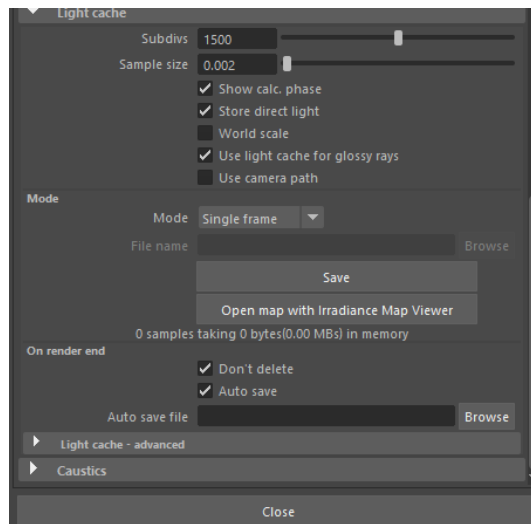 Light cache
Subdivs 1500
Sample size 0.002
Show calc. phase
Store direct light
World scale
Use light cache for glossy rays
Use camera path
Mode
Mode Single frame
File name Browse
Save
Open map with Irradiance Map Viewer
0 samples taking 0 bytes(0.00 MBs) in memory
On render end
Don't delete
Auto save
Auto save file Browse
Light cache - advanced
Caustics
Close